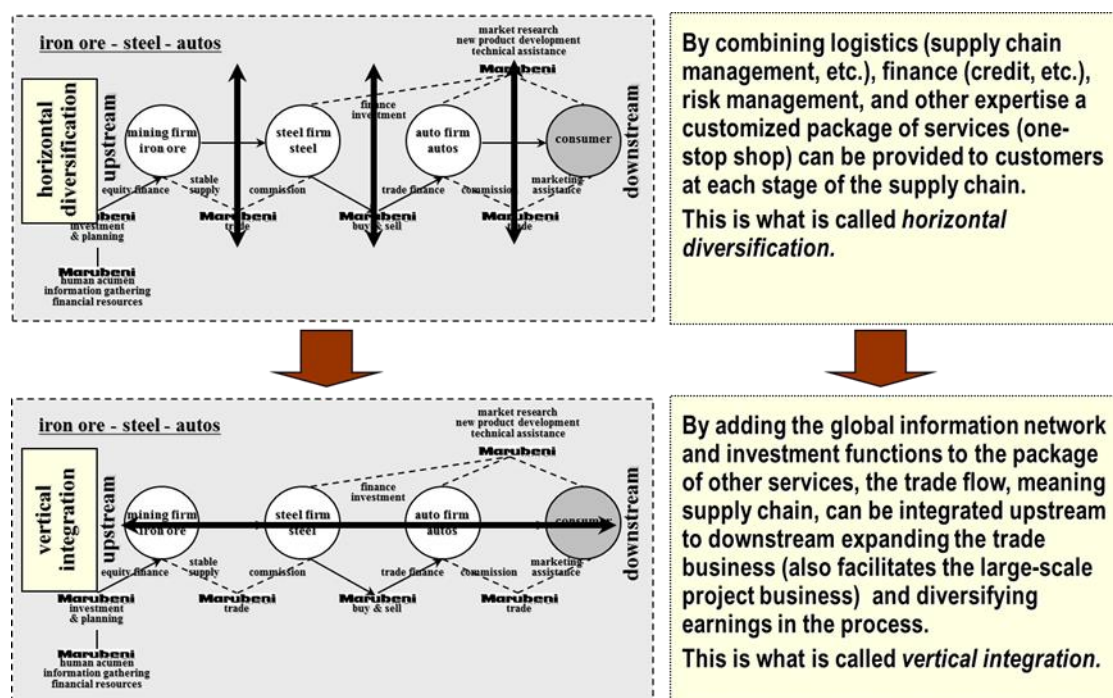 iron ore - steel - autos
market research
new product development
technical assistance
Marubeni
horizontal
diversification
upstream
mining firm
iron ore
steel firm
steel
finance
investment
auto firm
autos
consumer
downstream
equity finance
stable
supply
commission
trade finance
commission
marketing
assistance
Marubeni
investment
& planning
Marubeni
trade
Marubeni
buy & sell
Marubeni
trade
Marubeni
human acumen
information gathering
financial resources
By combining logistics (supply chain
management, etc.), finance (credit, etc.),
risk management, and other expertise a
customized package of services (one-
stop shop) can be provided to customers
at each stage of the supply chain.
This is what is called horizontal
diversification.
iron ore - steel - autos
market research
new product development
technical assistance
Marubeni
vertical
integration
upstream
mining firm
iron ore
steel firm
steel
finance
investment
auto firm
autos
consumer
downstream
equity finance
stable
supply
commission
trade finance
commission
marketing
assistance
Marubeni
investment
& planning
Marubeni
trade
Marubeni
buy & sell
Marubeni
trade
Marubeni
human acumen
information gathering
financial resources
By adding the global information network
and investment functions to the package
of other services, the trade flow, meaning
supply chain, can be integrated upstream
to downstream expanding the trade
business (also facilitates the large-scale
project business) and diversifying
earnings in the process.
This is what is called vertical integration.